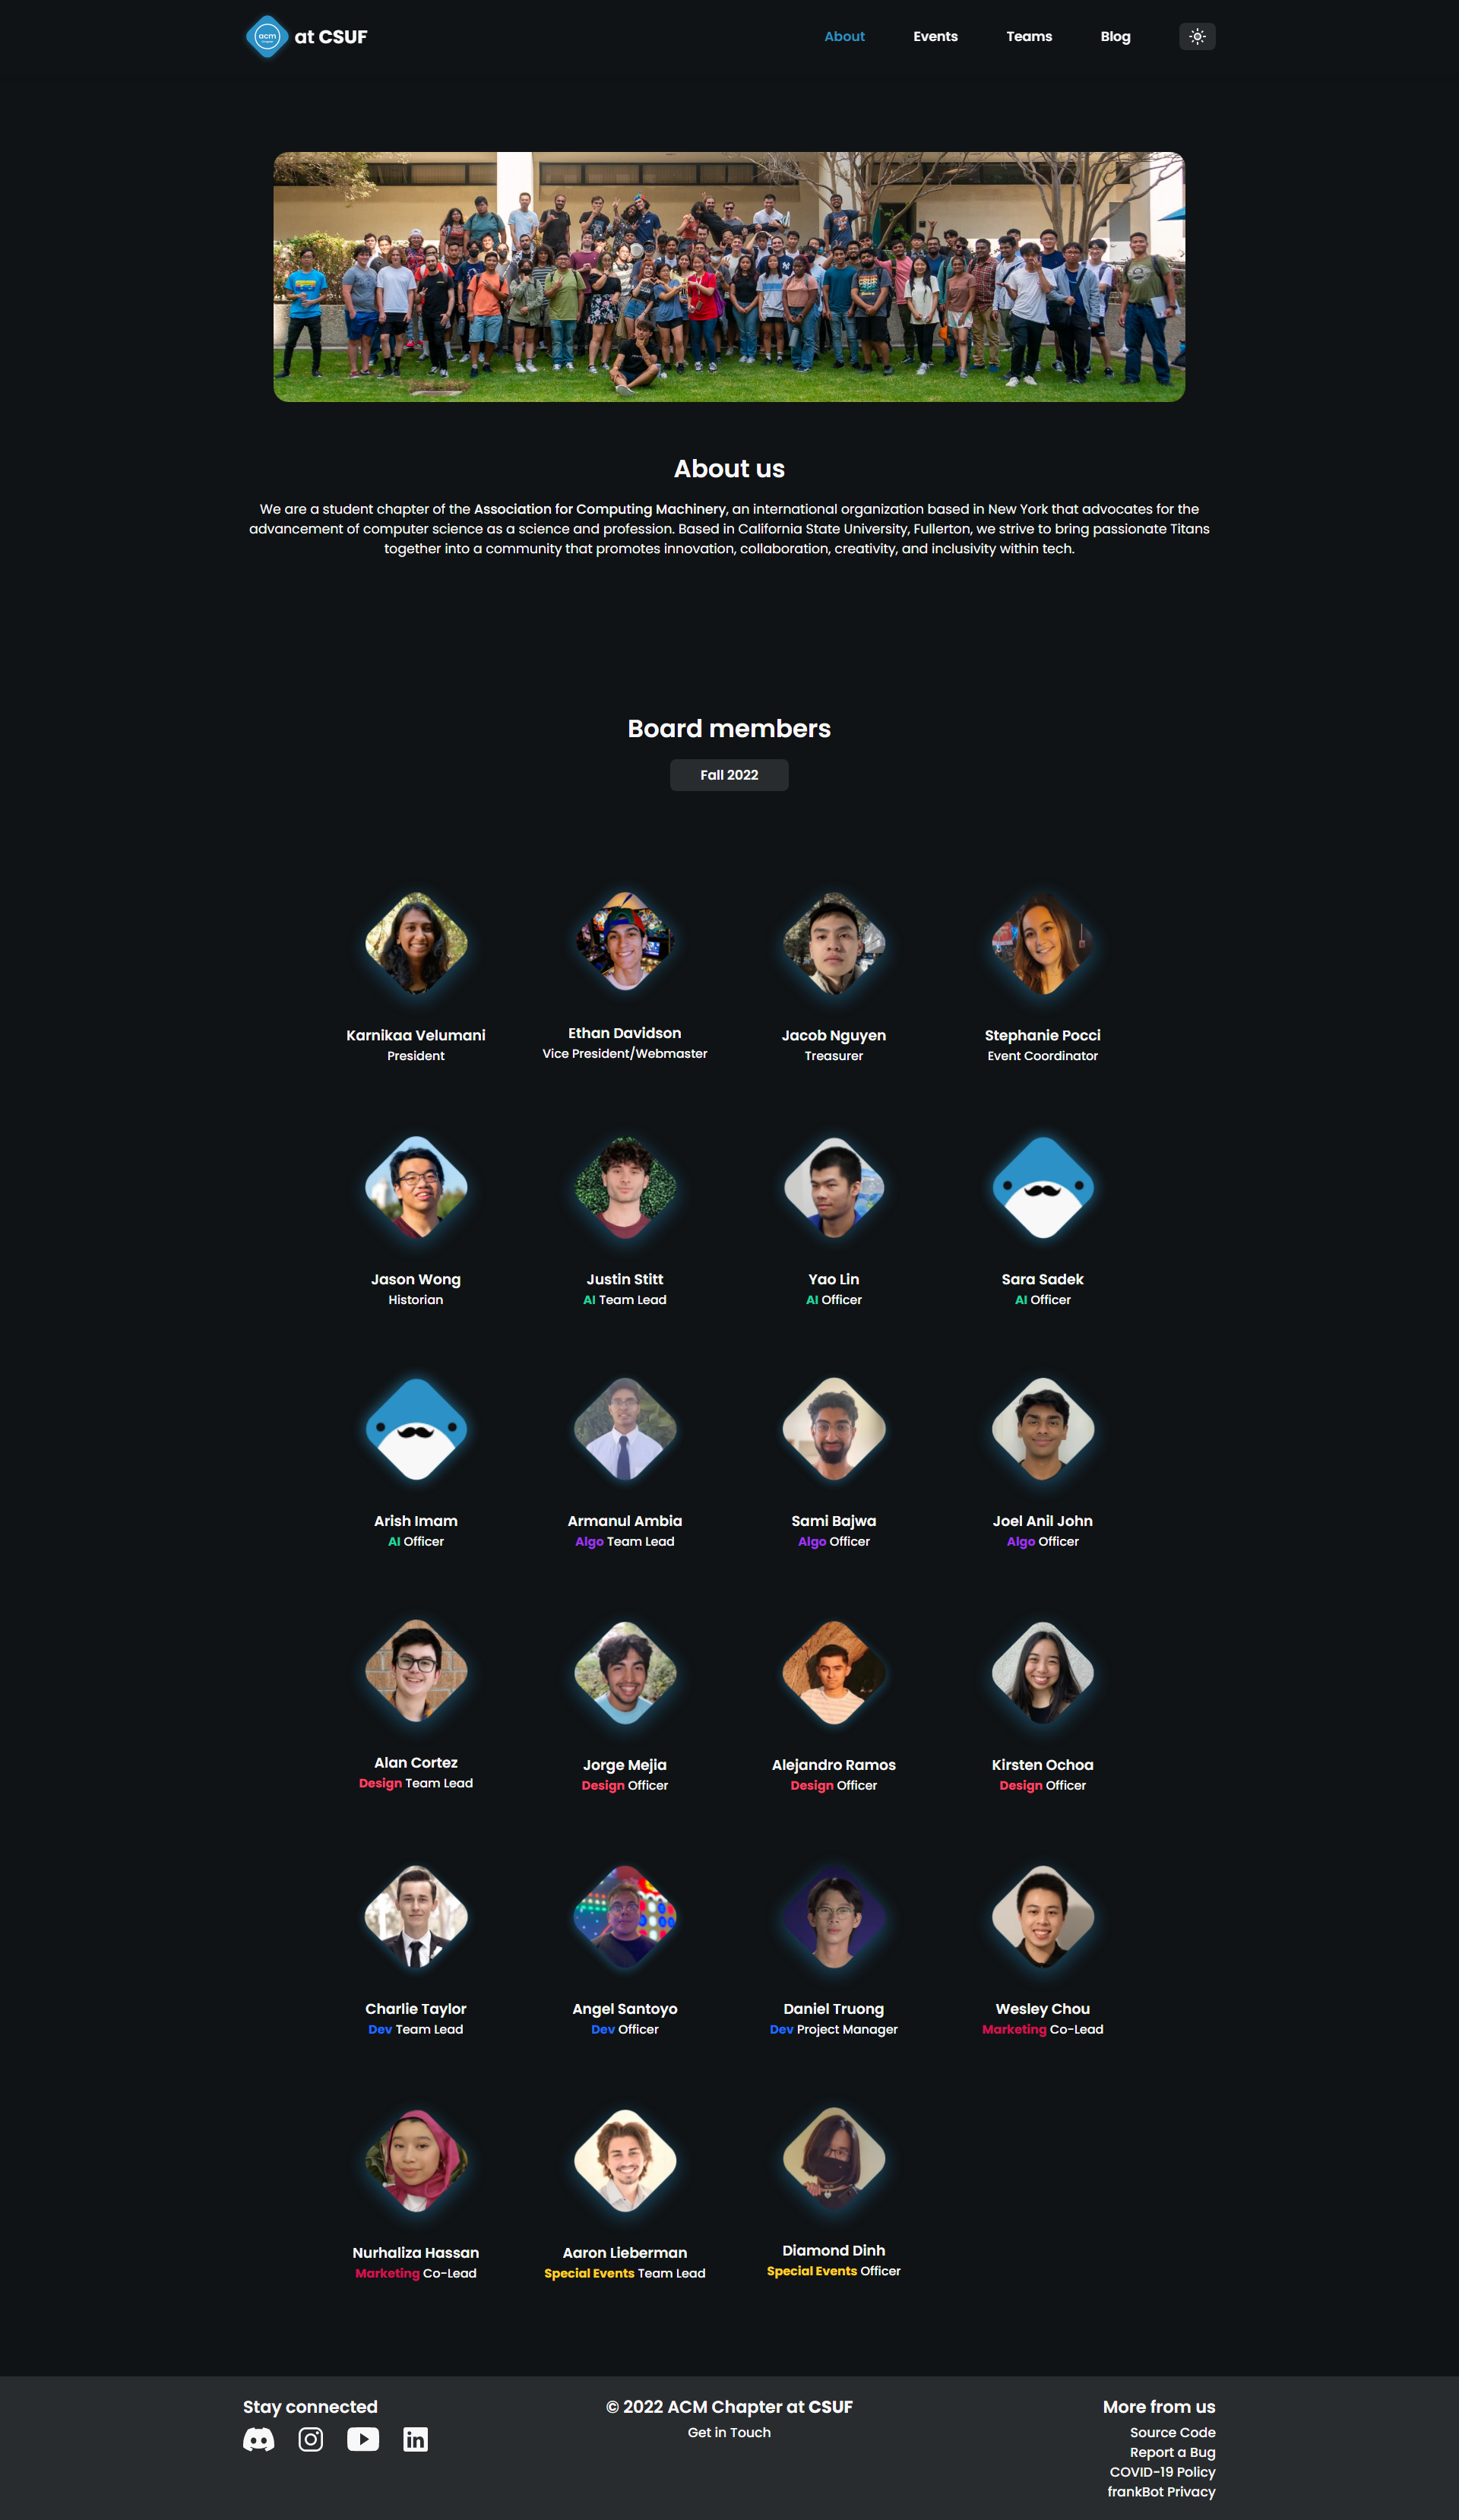 acm at CSUF
About Events Teams Blog
About us
We are a student chapter of the Association for Computing Machinery, an international organization based in New York that advocates for the
advancement of computer science as a science and profession. Based in California State University, Fullerton, we strive to bring passionate Titans
together into a community that promotes innovation, collaboration, creativity, and inclusivity within tech.
Board members
Fall 2022
Karnikaa Velumani
President
Ethan Davidson
Vice President/Webmaster
Jacob Nguyen
Treasurer
Stephanie Pocci
Event Coordinator
Jason Wong
Historian
Justin Stitt
AI Team Lead
Yao Lin
AI Officer
Sara Sadek
AI Officer
Arish Imam
AI Officer
Armanul Ambia
Algo Team Lead
Sami Bajwa
Algo Officer
Joel Anil John
Algo Officer
Alan Cortez
Design Team Lead
Jorge Mejia
Design Officer
Alejandro Ramos
Design Officer
Kirsten Ochoa
Design Officer
Charlie Taylor
Dev Team Lead
Angel Santoyo
Dev Officer
Daniel Truong
Dev Project Manager
Wesley Chou
Marketing Co-Lead
Nurhaliza Hassan
Marketing Co-Lead
Aaron Lieberman
Special Events Team Lead
Diamond Dinh
Special Events Officer
Stay connected
© 2022 ACM Chapter at CSUF
Get in Touch
More from us
Source Code
Report a Bug
COVID-19 Policy
frankBot Privacy